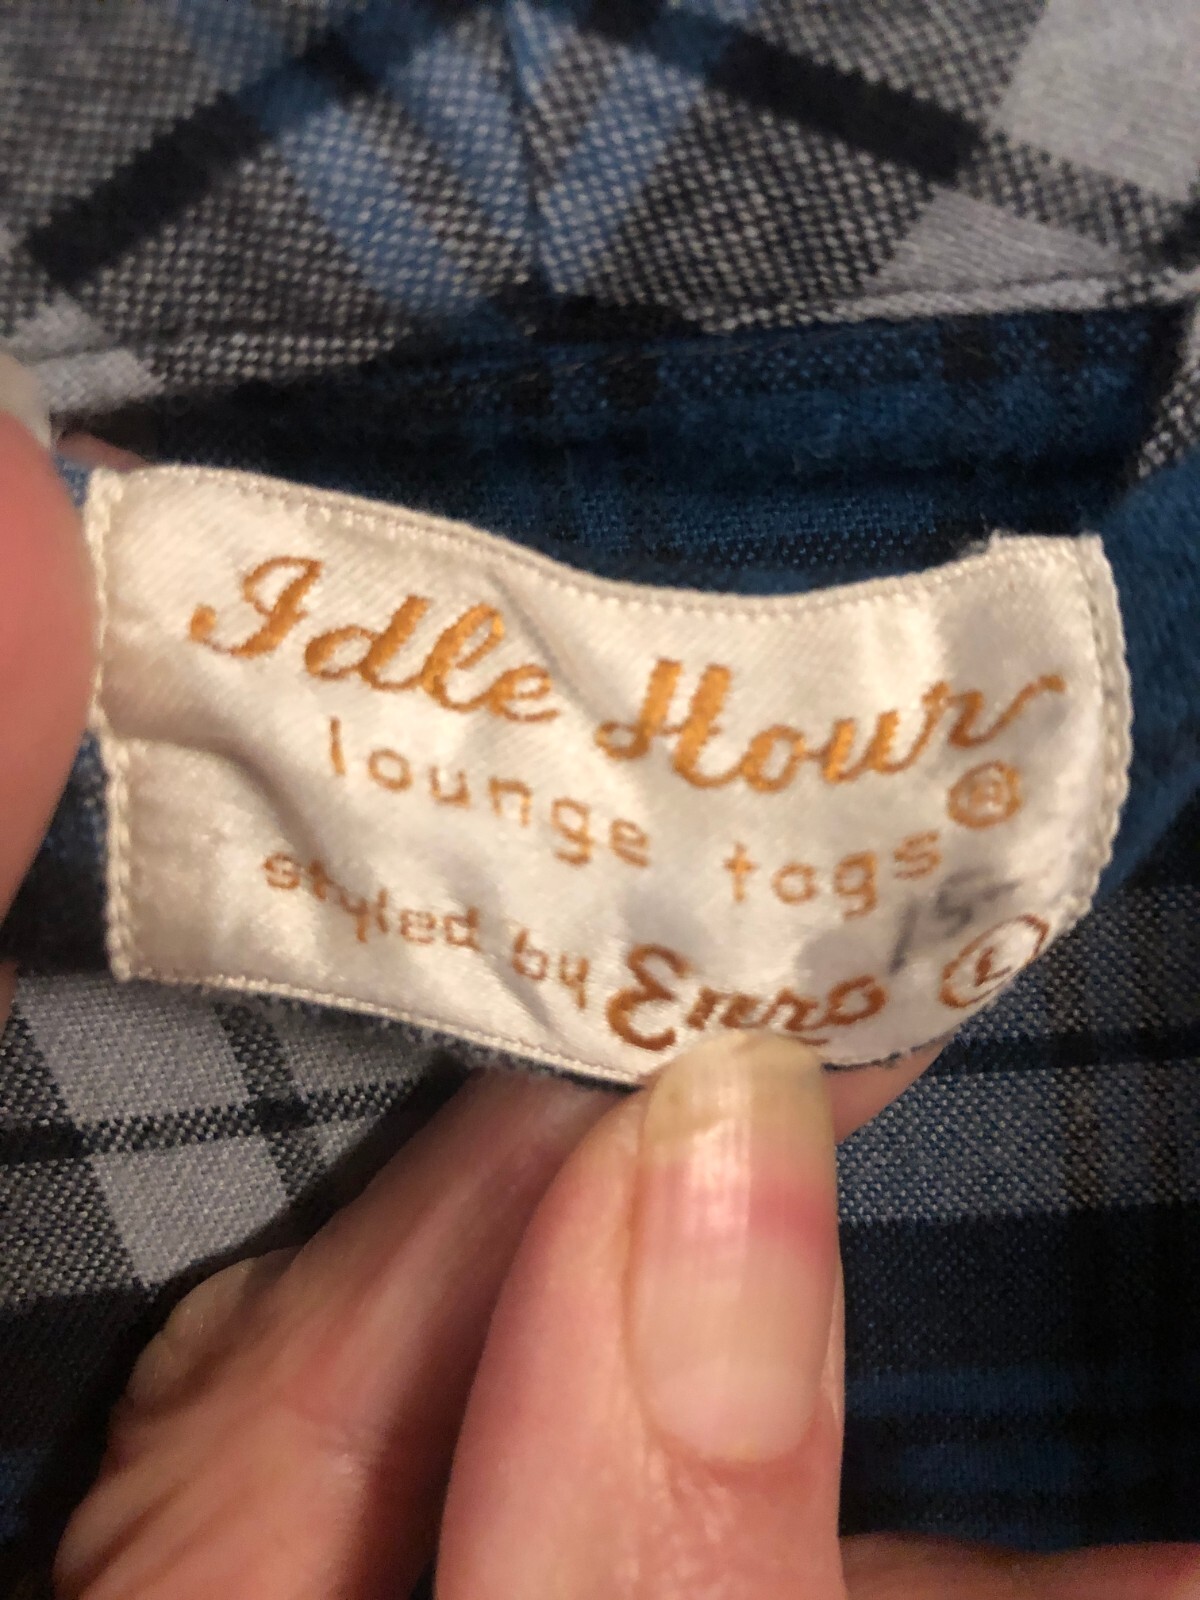 Idle Hour
lounge tags®
styled by Enro Ⓛ
15-